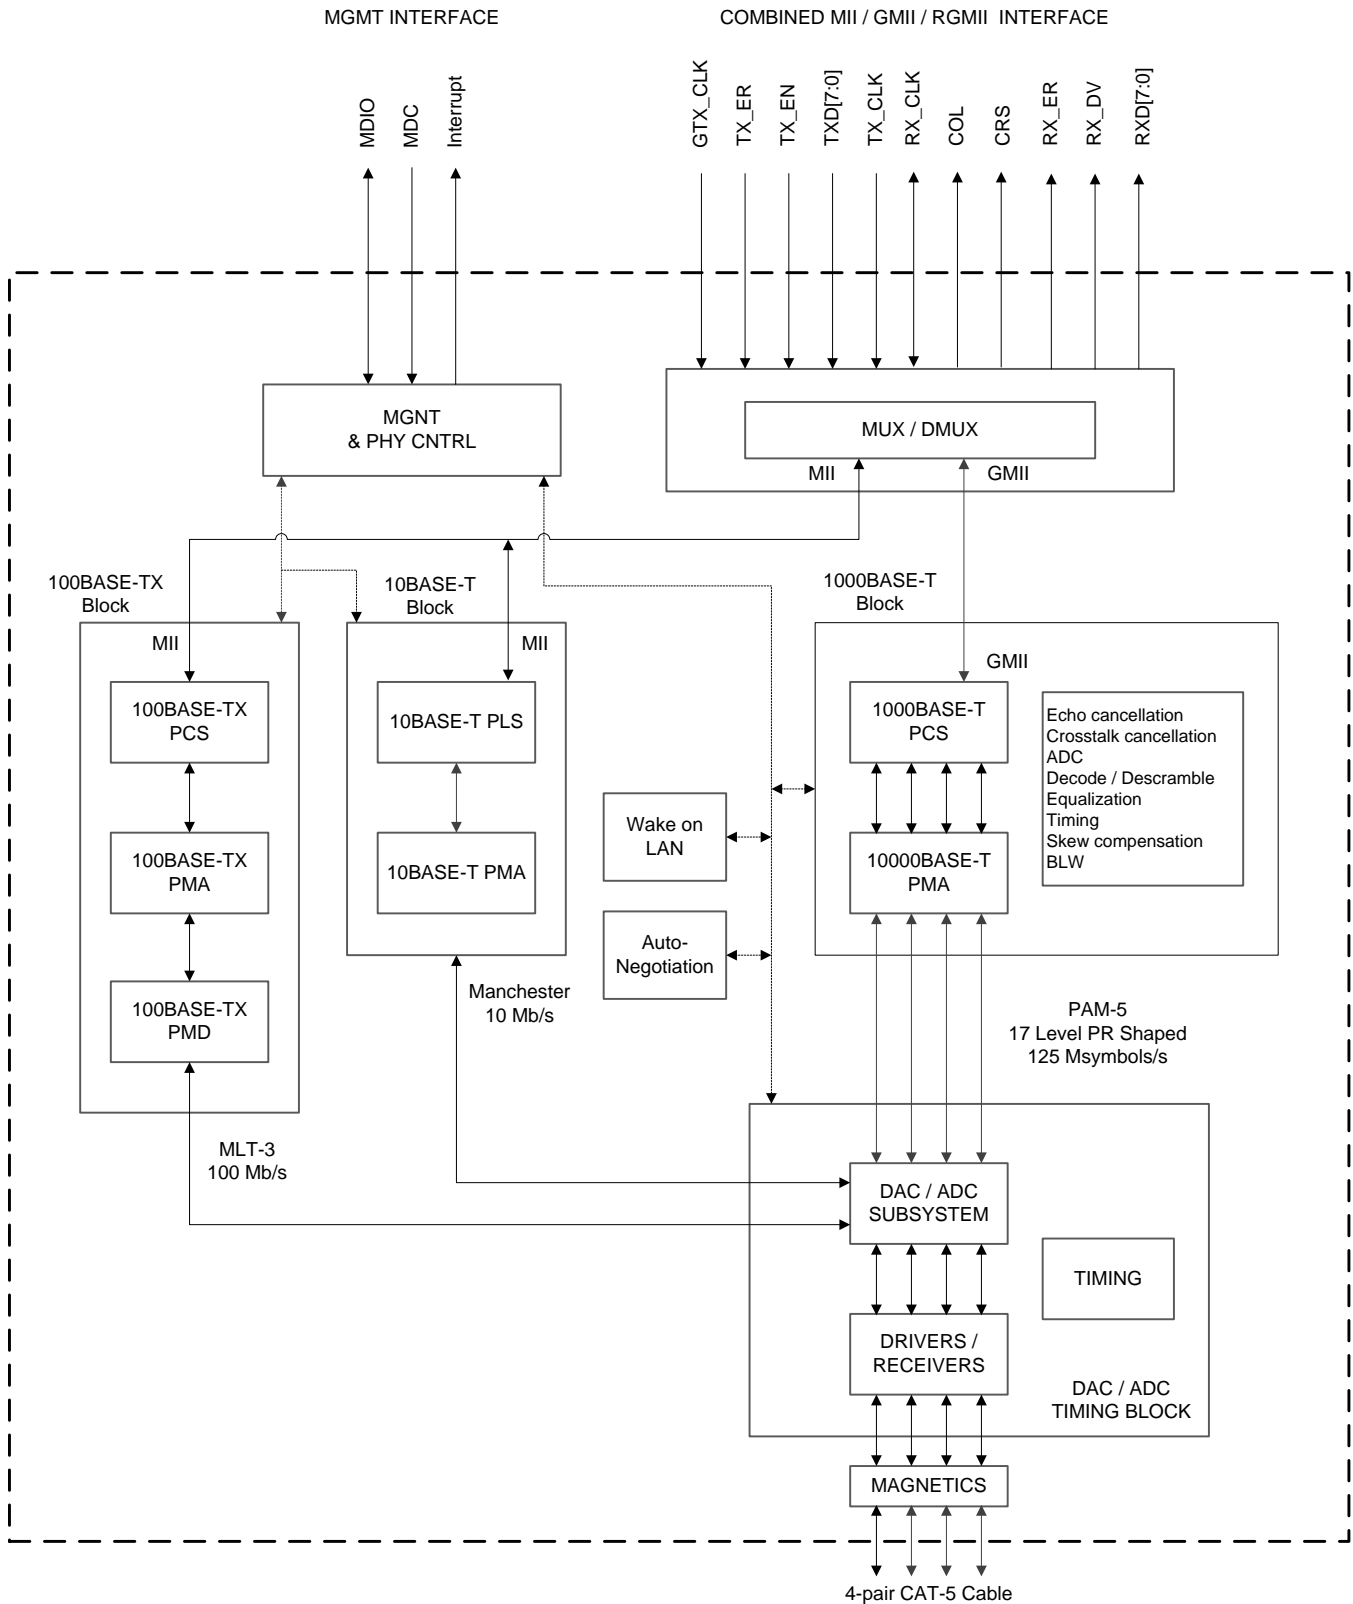 MGMT INTERFACE
COMBINED MII / GMII / RGMII INTERFACE
MDIO
MDC
Interrupt
GTX_CLK
TX_ER
TX_EN
TXD[7:0]
TX_CLK
RX_CLK
COL
CRS
RX_ER
RX_DV
RXD[7:0]
MGNT
& PHY CNTRL
MUX / DMUX
MII
GMII
100BASE-TX
Block
10BASE-T
Block
1000BASE-T
Block
MII
MII
GMII
100BASE-TX
PCS
10BASE-T PLS
1000BASE-T
PCS
Echo cancellation
Crosstalk cancellation
ADC
Decode / Descramble
Equalization
Timing
Skew compensation
BLW
Wake on
LAN
100BASE-TX
PMA
10BASE-T PMA
10000BASE-T
PMA
Auto-
Negotiation
100BASE-TX
PMD
Manchester
10 Mb/s
PAM-5
17 Level PR Shaped
125 Msymbols/s
MLT-3
100 Mb/s
DAC / ADC
SUBSYSTEM
TIMING
DRIVERS /
RECEIVERS
DAC / ADC
TIMING BLOCK
MAGNETICS
4-pair CAT-5 Cable